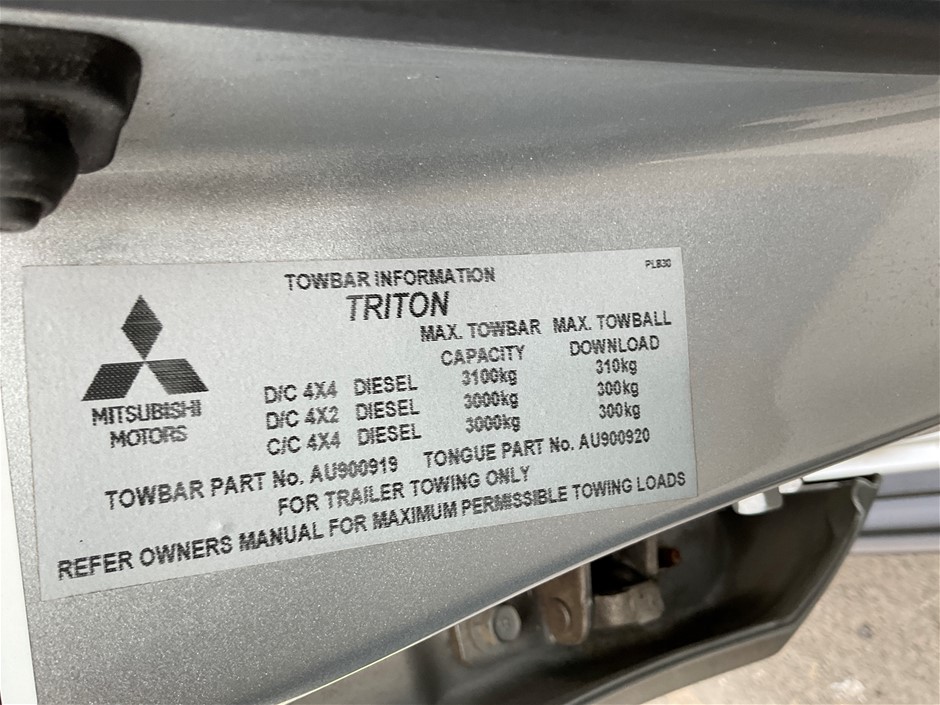 PLB30
TOWBAR INFORMATION
TRITON
MAX. TOWBAR CAPACITY MAX. TOWBALL DOWNLOAD
D/C 4X4 DIESEL 3100kg 310kg
D/C 4X2 DIESEL 3000kg 300kg
C/C 4X4 DIESEL 3000kg 300kg
MITSUBISHI
MOTORS
TOWBAR PART No. AU900919 TONGUE PART No. AU900920
FOR TRAILER TOWING ONLY
REFER OWNERS MANUAL FOR MAXIMUM PERMISSIBLE TOWING LOADS